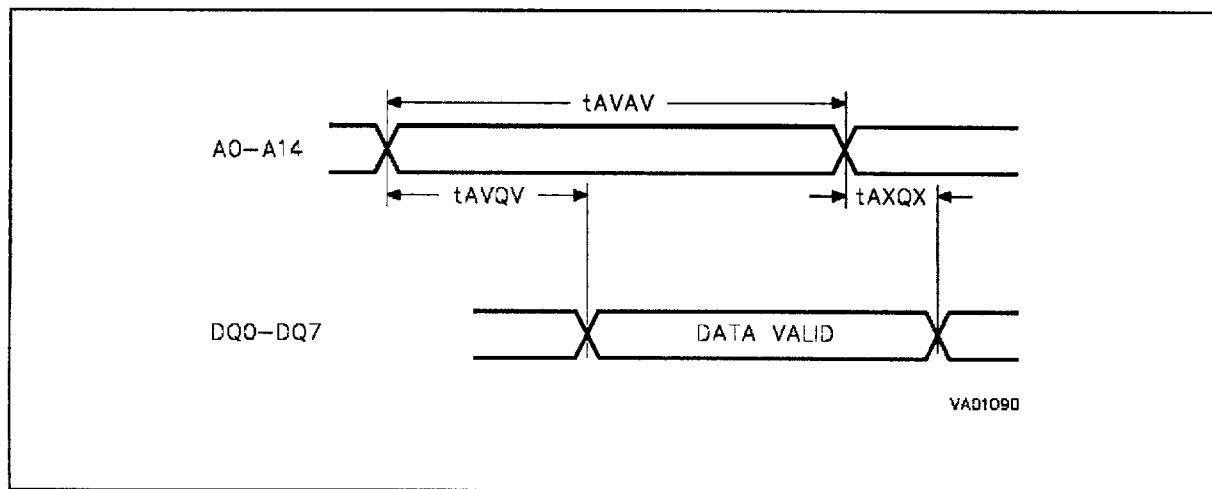 tAVAV
A0-A14
tAVQV
tAXQX
DQ0-DQ7
DATA VALID
VA01090